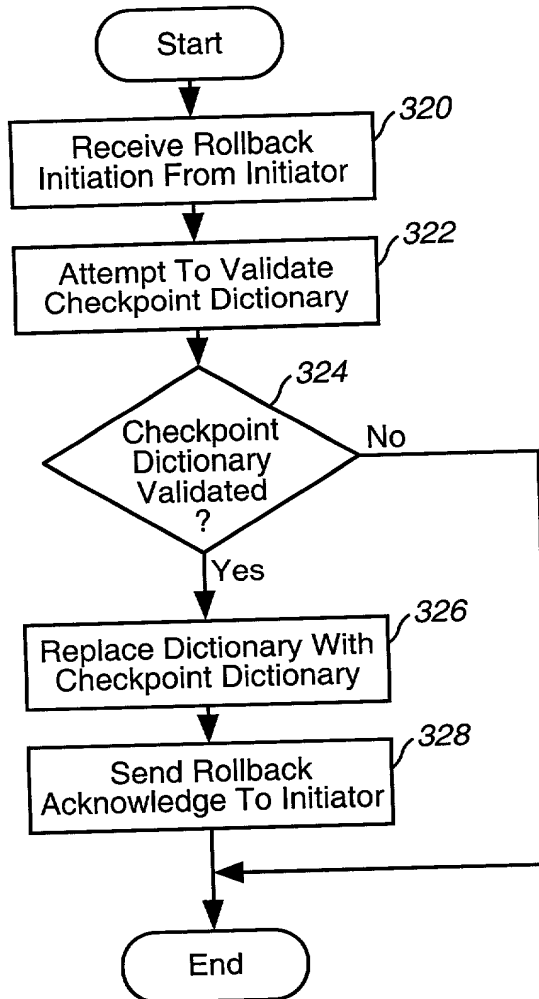 Start
320
Receive Rollback
Initiation From Initiator
322
Attempt To Validate
Checkpoint Dictionary
324
Checkpoint
Dictionary
Validated
?
No
Yes
326
Replace Dictionary With
Checkpoint Dictionary
328
Send Rollback
Acknowledge To Initiator
End